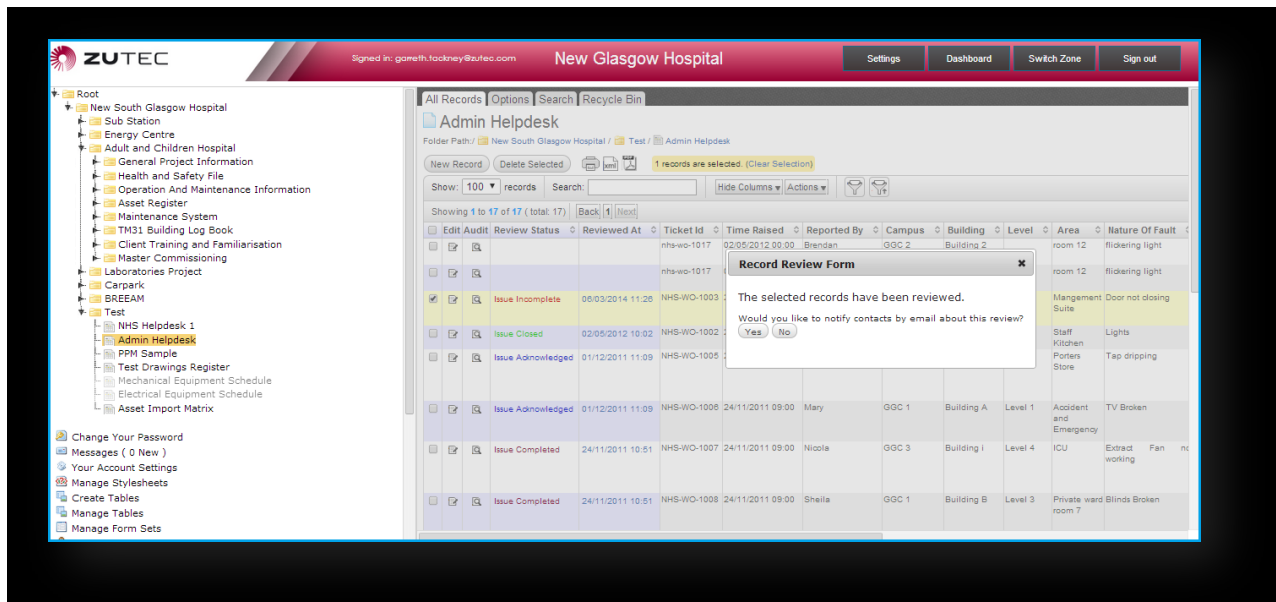 ZUTEC
Signed in: garreth.tackney@zutec.com
New Glasgow Hospital
Settings Dashboard Switch Zone Sign out
Root
New South Glasgow Hospital
Sub Station
Energy Centre
Adult and Children Hospital
General Project Information
Health and Safety File
Operation And Maintenance Information
Asset Register
Maintenance System
TM31 Building Log Book
Client Training and Familiarisation
Master Commissioning
Laboratories Project
Carpark
BREEAM
Test
NHS Helpdesk 1
Admin Helpdesk
PPM Sample
Test Drawings Register
Mechanical Equipment Schedule
Electrical Equipment Schedule
Asset Import Matrix
Change Your Password
Messages ( 0 New )
Your Account Settings
Manage Stylesheets
Create Tables
Manage Tables
Manage Form Sets
All Records Options Search Recycle Bin
Admin Helpdesk
Folder Path:/ New South Glasgow Hospital / Test / Admin Helpdesk
New Record Delete Selected xml 1 records are selected. (Clear Selection)
Show: 100 records Search: Hide Columns Actions
Showing 1 to 17 of 17 ( total: 17) Back 1 Next
Edit Audit Review Status Reviewed At Ticket Id Time Raised Reported By Campus Building Level Area Nature Of Fault
nhs-wo-1017 02/05/2012 00:00 Brendan GGC 2 Building 2 room 12 flickering light
nhs-wo-1017 room 12 flickering light
Issue Incomplete 06/03/2014 11:26 NHS-WO-1003 Mangement Door not closing
Suite
Issue Closed 02/05/2012 10:02 NHS-WO-1002 Staff Lights
Kitchen
Issue Acknowledged 01/12/2011 11:09 NHS-WO-1005 Porters Tap dripping
Store
Issue Acknowledged 01/12/2011 11:09 NHS-WO-1006 24/11/2011 09:00 Mary GGC 1 Building A Level 1 Accident TV Broken
and
Emergency
Issue Completed 24/11/2011 10:51 NHS-WO-1007 24/11/2011 09:00 Nicola GGC 3 Building i Level 4 ICU Extract Fan
working
Issue Completed 24/11/2011 10:51 NHS-WO-1008 24/11/2011 09:00 Sheila GGC 1 Building B Level 3 Private ward Blinds Broken
room 7
Record Review Form
The selected records have been reviewed.
Would you like to notify contacts by email about this review?
Yes No